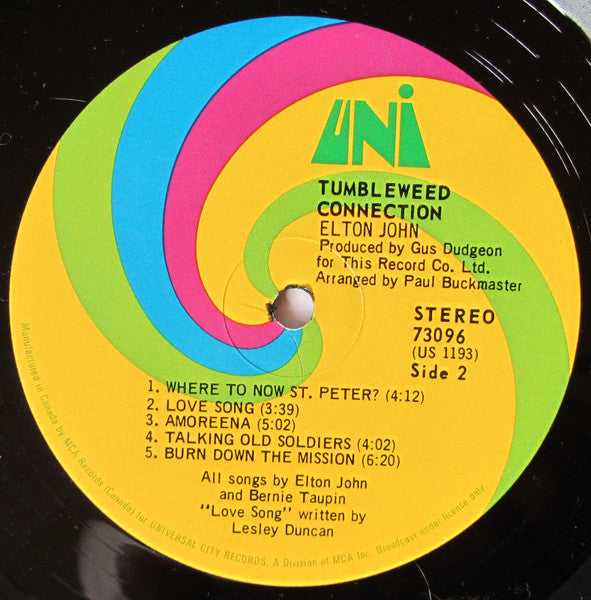 UNI
TUMBLEWEED
CONNECTION
ELTON JOHN
Produced by Gus Dudgeon
for This Record Co. Ltd.
Arranged by Paul Buckmaster
STEREO
73096
(US 1193)
Side 2
1. WHERE TO NOW ST. PETER? (4:12)
2. LOVE SONG (3:39)
3. AMOREENA (5:02)
4. TALKING OLD SOLDIERS (4:02)
5. BURN DOWN THE MISSION (6:20)
All songs by Elton John
and Bernie Taupin
"Love Song" written by
Lesley Duncan
Manufactured in Canada by MCA Records (Canada) for UNIVERSAL CITY RECORDS, A Division of MCA Inc. Broadcast under license only.